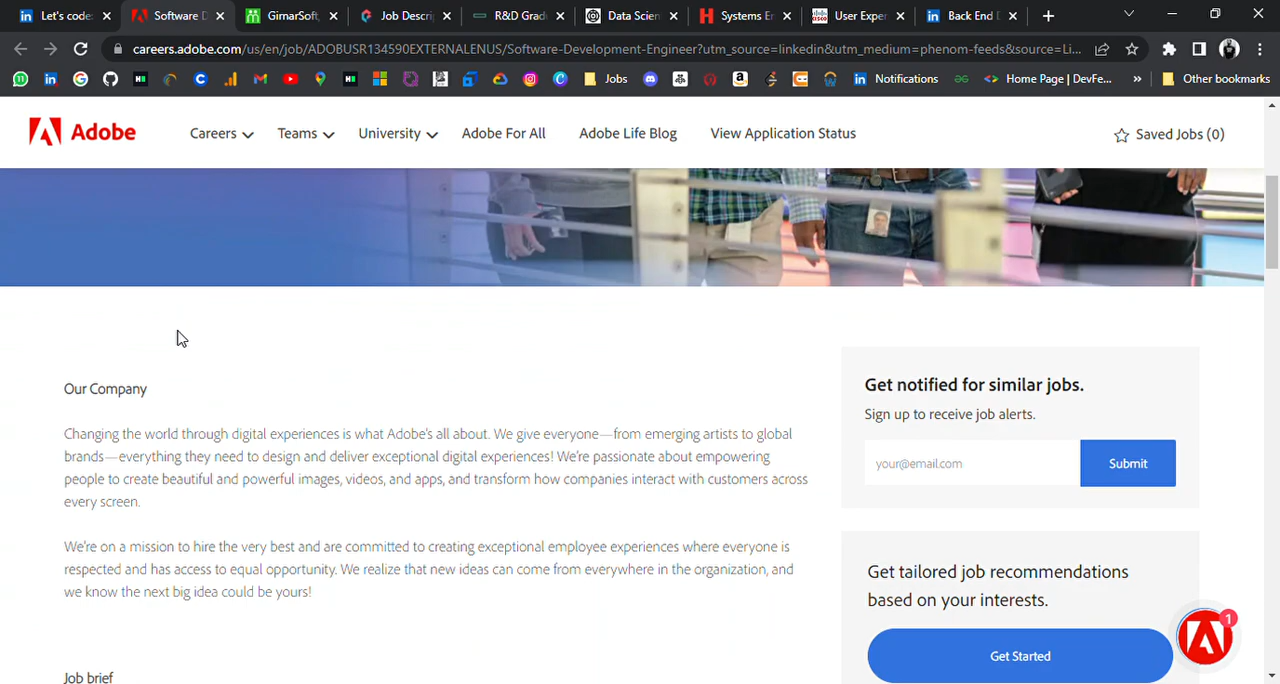 Let's code
Software D
GimarSoft,
Job Descri
R&D Grad
Data Scien
Systems En
User Exper
Back End D
careers.adobe.com/us/en/job/ADOBUSR134590EXTERNALENUS/Software-Development-Engineer?utm_source=linkedin&utm_medium=phenom-feeds&source=Li...
Jobs
Notifications
Home Page | DevFe...
»
Other bookmarks
Adobe
Careers
Teams
University
Adobe For All
Adobe Life Blog
View Application Status
Saved Jobs (0)
Our Company
Changing the world through digital experiences is what Adobe's all about. We give everyone—from emerging artists to global
brands—everything they need to design and deliver exceptional digital experiences! We're passionate about empowering
people to create beautiful and powerful images, videos, and apps, and transform how companies interact with customers across
every screen.
We're on a mission to hire the very best and are committed to creating exceptional employee experiences where everyone is
respected and has access to equal opportunity. We realize that new ideas can come from everywhere in the organization, and
we know the next big idea could be yours!
Job brief
Get notified for similar jobs.
Sign up to receive job alerts.
your@email.com
Submit
Get tailored job recommendations
based on your interests.
Get Started
1